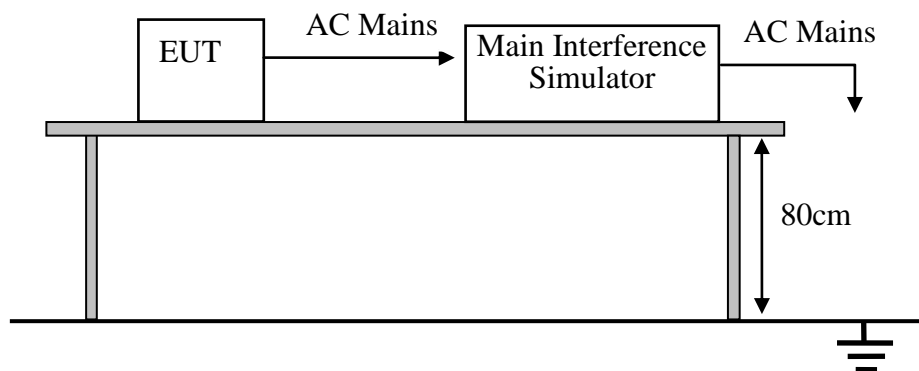 AC Mains
EUT
Main Interference
Simulator
AC Mains
80cm